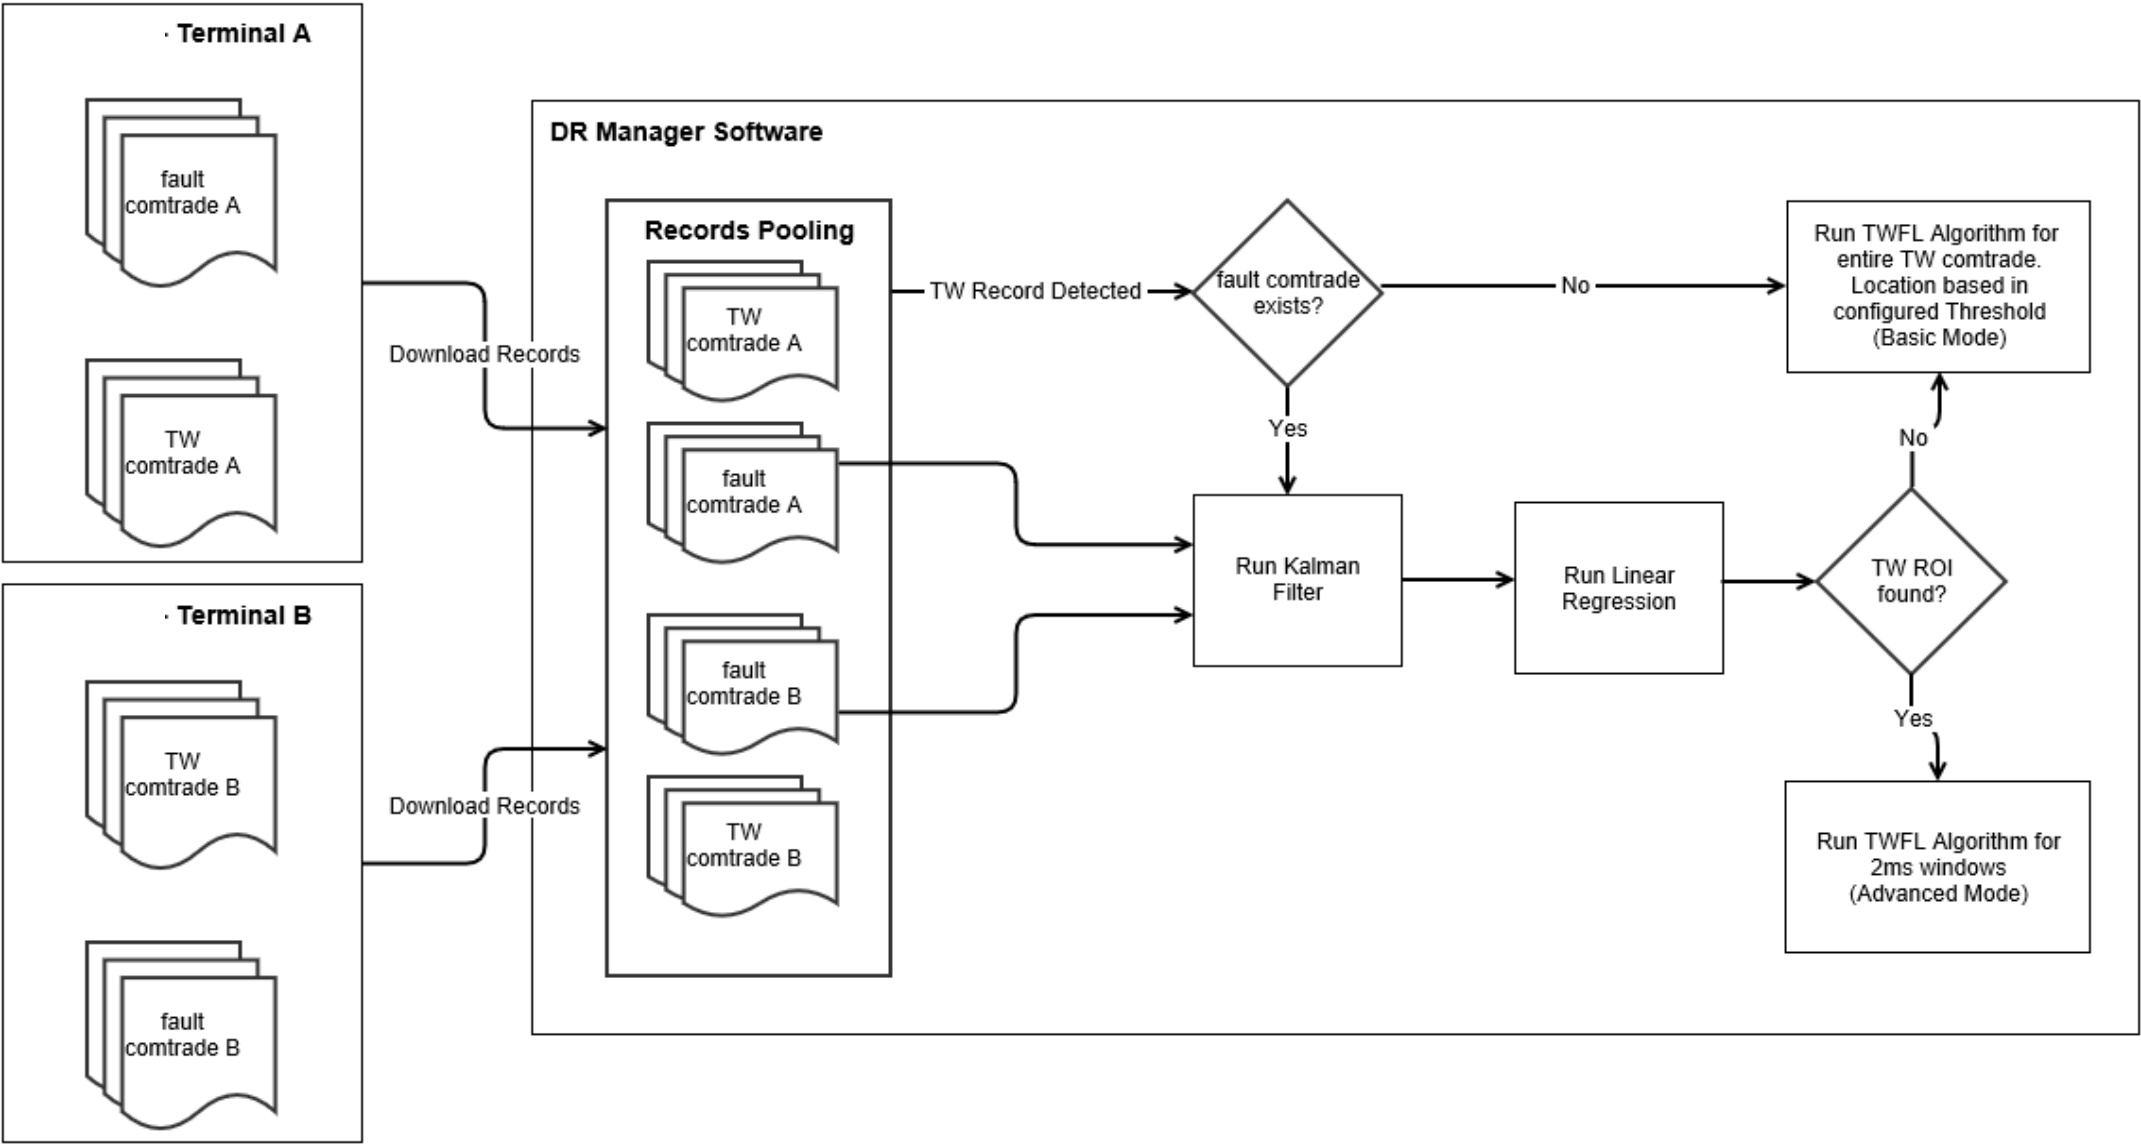 · Terminal A
fault
comtrade A
TW
comtrade A
· Terminal B
TW
comtrade B
fault
comtrade B
Download Records
Download Records
DR Manager Software
Records Pooling
TW
comtrade A
fault
comtrade A
fault
comtrade B
TW
comtrade B
TW Record Detected
fault comtrade
exists?
No
Yes
Run TWFL Algorithm for
entire TW comtrade.
Location based in
configured Threshold
(Basic Mode)
Run Kalman
Filter
Run Linear
Regression
TW ROI
found?
No
Yes
Run TWFL Algorithm for
2ms windows
(Advanced Mode)